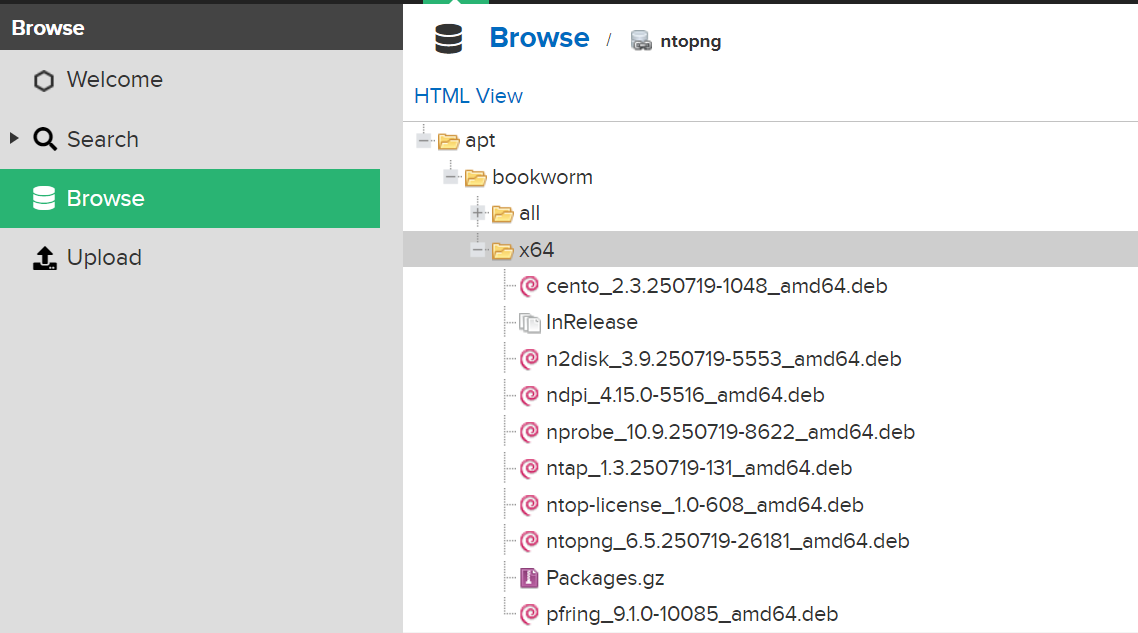 Browse
Welcome
Search
Browse
Upload
Browse / ntopng
HTML View
apt
bookworm
all
x64
cento_2.3.250719-1048_amd64.deb
InRelease
n2disk_3.9.250719-5553_amd64.deb
ndpi_4.15.0-5516_amd64.deb
nprobe_10.9.250719-8622_amd64.deb
ntap_1.3.250719-131_amd64.deb
ntop-license_1.0-608_amd64.deb
ntopng_6.5.250719-26181_amd64.deb
Packages.gz
pfring_9.1.0-10085_amd64.deb